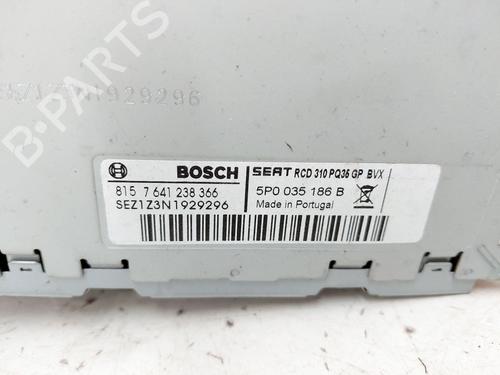 SEZ1Z3N1929296
B-PARTS
BOSCH
815 7 641 238 366
SEZ1Z3N1929296
SEAT RCD 310 PQ35 GP BVX
5P0 035 186 B
Made in Portugal